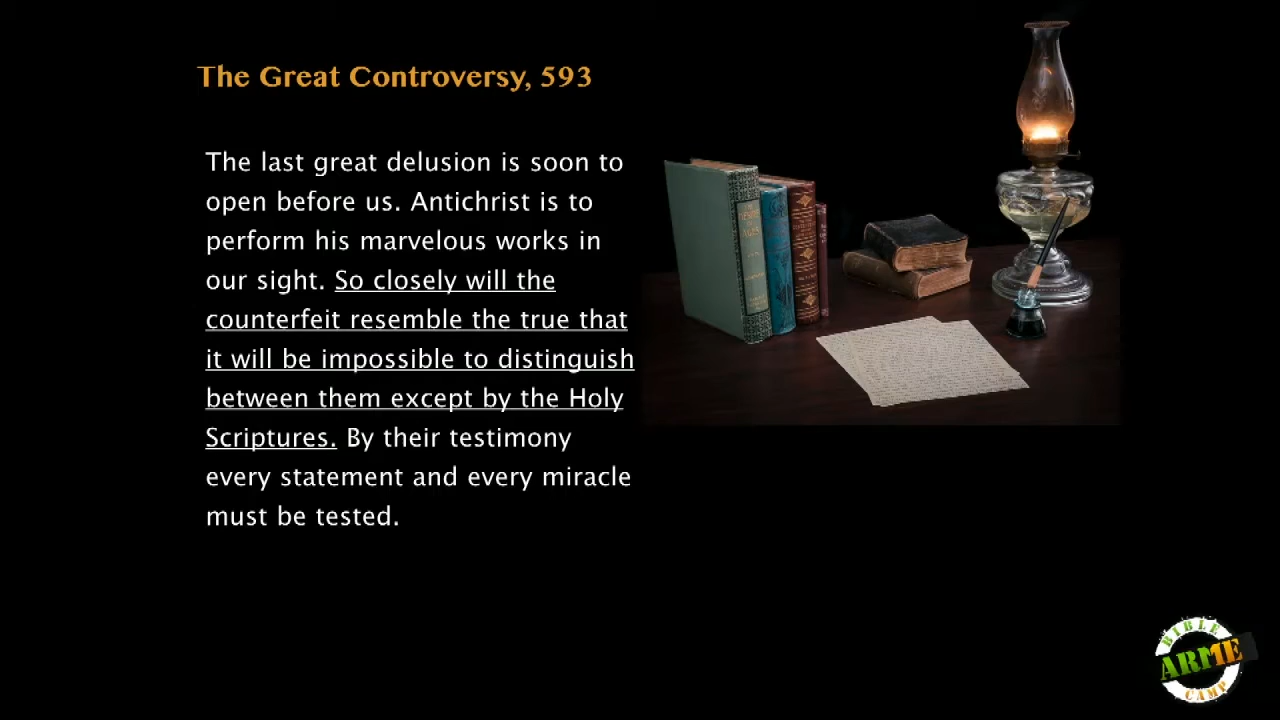 The Great Controversy, 593
The last great delusion is soon to
open before us. Antichrist is to
perform his marvelous works in
our sight. So closely will the
counterfeit resemble the true that
it will be impossible to distinguish
between them except by the Holy
Scriptures. By their testimony
every statement and every miracle
must be tested.
BIBLE
ARME
CAMP